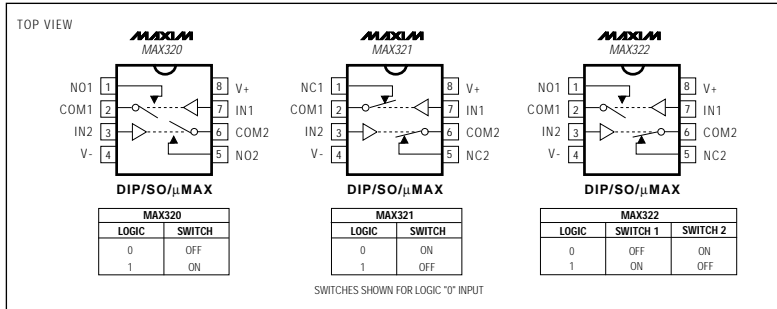 TOP VIEW
MAXIM
MAX320
NO1 1
COM1 2
IN2 3
V- 4
8 V+
7 IN1
6 COM2
5 NO2
DIP/SO/µMAX
MAX320
LOGIC SWITCH
0 OFF
1 ON
MAXIM
MAX321
NC1 1
COM1 2
IN2 3
V- 4
8 V+
7 IN1
6 COM2
5 NC2
DIP/SO/µMAX
MAX321
LOGIC SWITCH
0 ON
1 OFF
MAXIM
MAX322
NO1 1
COM1 2
IN2 3
V- 4
8 V+
7 IN1
6 COM2
5 NC2
DIP/SO/µMAX
MAX322
LOGIC SWITCH 1 SWITCH 2
0 OFF ON
1 ON OFF
SWITCHES SHOWN FOR LOGIC "0" INPUT